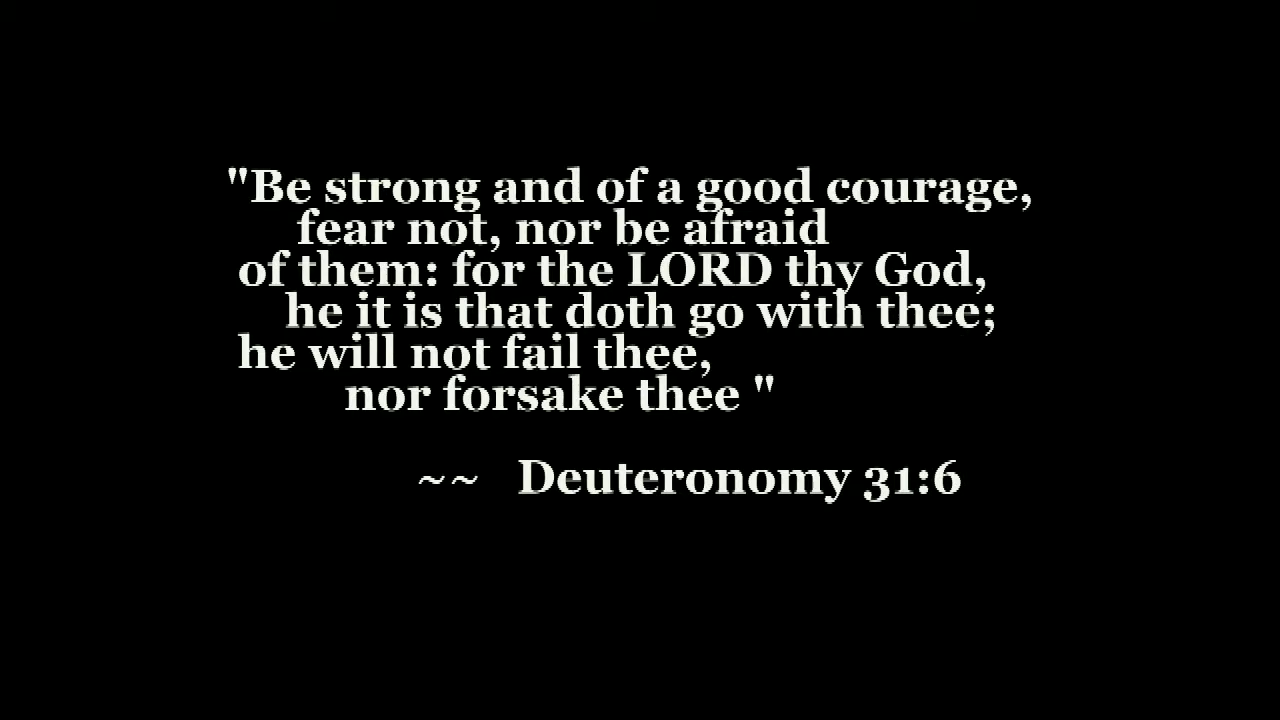 "Be strong and of a good courage,
fear not, nor be afraid
of them: for the LORD thy God,
he it is that doth go with thee;
he will not fail thee,
nor forsake thee "
~~ Deuteronomy 31:6